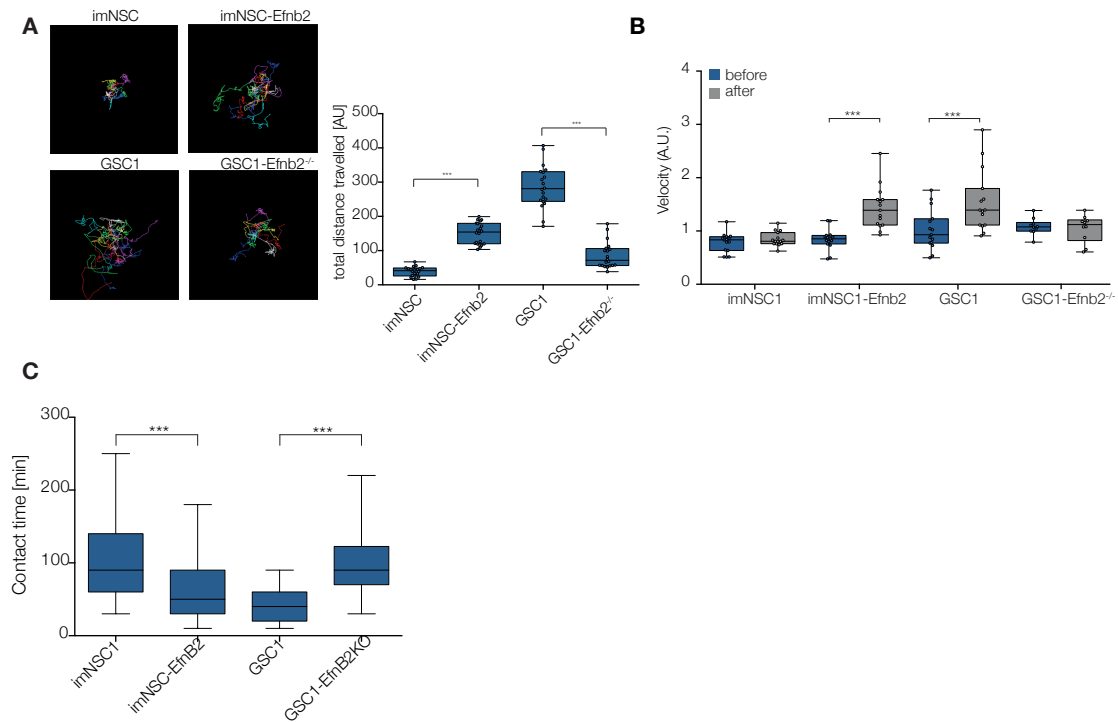 A
imNSC
imNSC-Efnb2
GSC1
GSC1-Efnb2-/-
total distance travelled [AU]
500
400
300
200
100
0
***
***
imNSC
imNSC-Efnb2
GSC1
GSC1-Efnb2-/-
B
before
after
Velocity (A.U.)
4
3
2
1
0
***
***
imNSC1
imNSC1-Efnb2
GSC1
GSC1-Efnb2-/-
C
Contact time [min]
300
200
100
0
***
***
imNSC1
imNSC-EfnB2
GSC1
GSC1-EfnB2KO